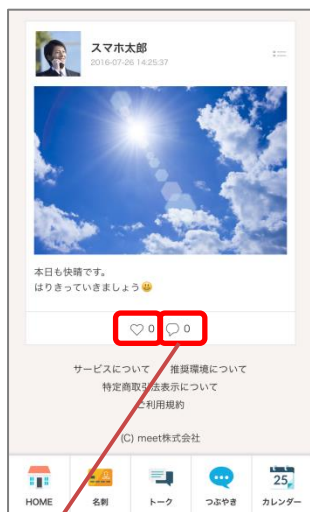 スマホ太郎
2016-07-26 14:25:37
本日も快晴です。
はりきっていきましょう😃
0 0
サービスについて 推奨環境について
特定商取引法表示について
ご利用規約
(C) meet株式会社
25
HOME 名刺 トーク つぶやき カレンダー